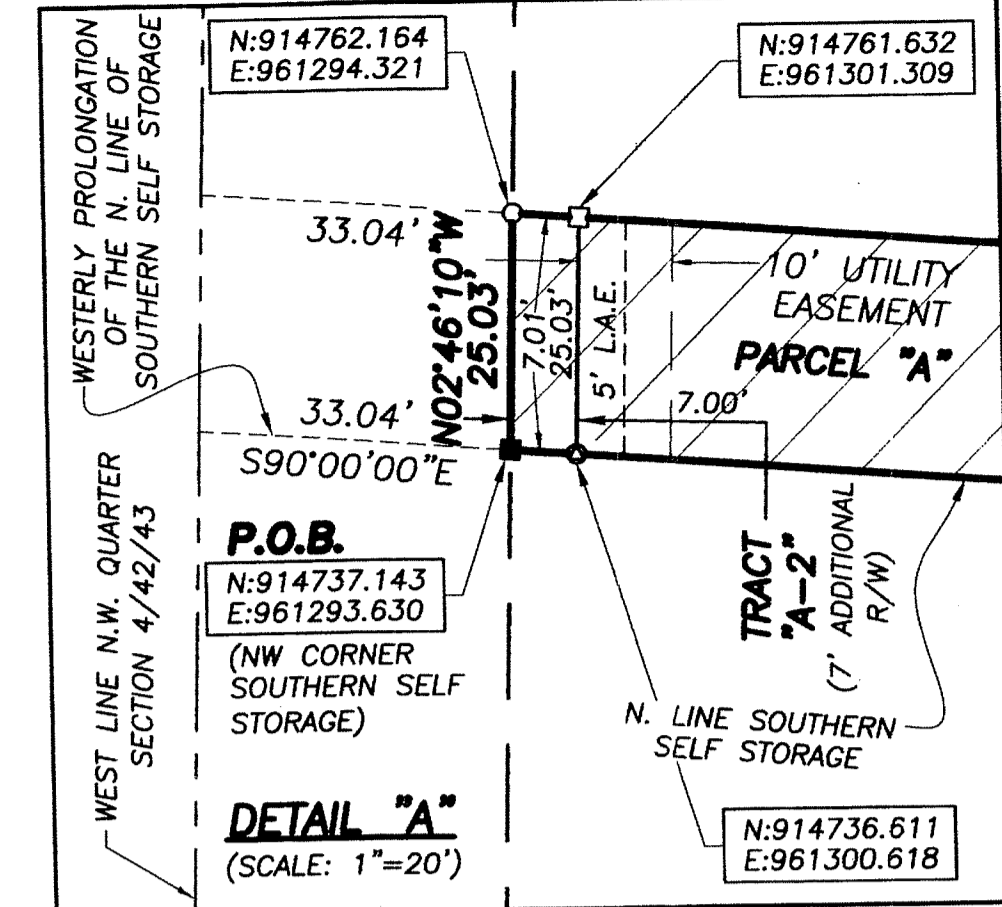 WESTERLY PROLONGATION
OF THE N. LINE OF
SOUTHERN SELF STORAGE
N:914762.164
E:961294.321
N:914761.632
E:961301.309
33.04'
N02°46'10"W
25.03'
7.01'
25.03'
5' L.A.E.
10' UTILITY
EASEMENT
PARCEL "A"
7.00'
33.04'
S90°00'00"E
WEST LINE N.W. QUARTER
SECTION 4/42/43
P.O.B.
N:914737.143
E:961293.630
(NW CORNER
SOUTHERN SELF
STORAGE)
TRACT
"A-2"
(7' ADDITIONAL
R/W)
N. LINE SOUTHERN
SELF STORAGE
DETAIL "A"
(SCALE: 1"=20')
N:914736.611
E:961300.618